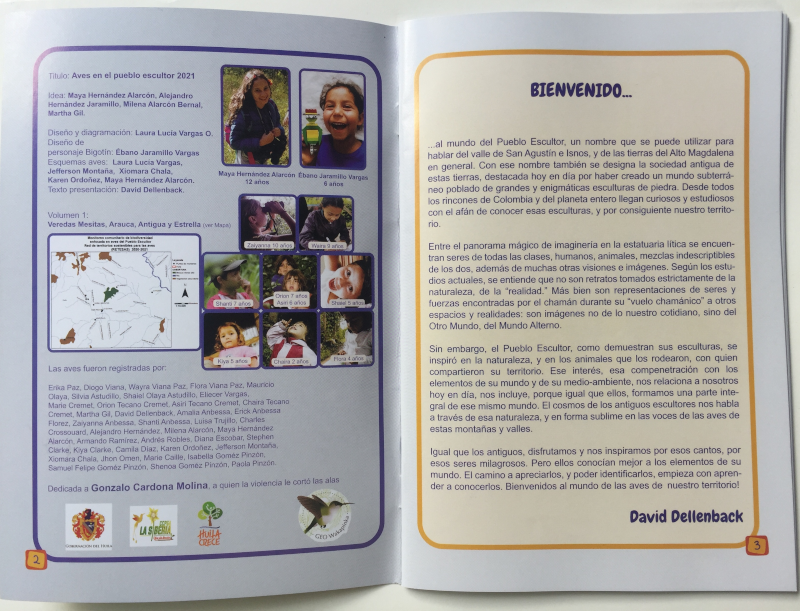 Titulo: Aves en el pueblo escultor 2021
Idea: Maya Hernández Alarcón, Alejandro
Hernández Jaramillo, Milena Alarcón Bernal,
Martha Gil.
Diseño y diagramación: Laura Lucía Vargas O.
Diseño de
personaje Bigotín: Ébano Jaramillo Vargas
Esquemas aves: Laura Lucía Vargas,
Jefferson Montaña, Xiomara Chala,
Karen Ordoñez, Maya Hernández Alarcón.
Texto presentación: David Dellenback.
Volumen 1:
Veredas Mesitas, Arauca, Antigua y Estrella (ver Mapa)
Maya Hernández Alarcón
12 años
Ébano Jaramillo Vargas
6 años
Zaiyanna 10 años
Waira 9 años
Shanti 7 años
Orion 7 años
Asiri 6 años
Shaiel 5 años
Kiya 5 años
Chaira 2 años
Flora 4 años
Las aves fueron registradas por:
Erika Paz, Diogo Viana, Wayra Viana Paz, Flora Viana Paz, Mauricio
Olaya, Silvia Astudillo, Shaiel Olaya Astudillo, Eliecer Vargas,
Marie Cremet, Orion Tecano Cremet, Asiri Tecano Cremet, Chaira Tecano
Cremet, Martha Gil, David Dellenback, Amalia Anbessa, Erick Anbessa
Florez, Zaiyanna Anbessa, Shanti Anbessa, Luisa Trujillo, Charles
Crossouard, Alejandro Hernández, Milena Alarcón, Maya Hernández
Alarcón, Armando Ramírez, Andrés Robles, Diana Escobar, Stephen
Clarke, Kiya Clarke, Camila Díaz, Karen Ordoñez, Jefferson Montaña,
Xiomara Chala, Jhon Omen, Marie Caille, Isabella Goméz Pinzón,
Samuel Felipe Goméz Pinzón, Shenoa Goméz Pinzón, Paola Pinzón.
Dedicada a Gonzalo Cardona Molina, a quien la violencia le cortó las alas
LA SIBERIA
HUILA
CRECE
GEO Wakapinka
2
BIENVENIDO...
...al mundo del Pueblo Escultor, un nombre que se puede utilizar para
hablar del valle de San Agustín e Isnos, y de las tierras del Alto Magdalena
en general. Con ese nombre también se designa la sociedad antigua de
estas tierras, destacada hoy en día por haber creado un mundo subterrá-
neo poblado de grandes y enigmáticas esculturas de piedra. Desde todos
los rincones de Colombia y del planeta entero llegan curiosos y estudiosos
con el afán de conocer esas esculturas, y por consiguiente nuestro territo-
rio.
Entre el panorama mágico de imaginería en la estatuaria lítica se encuen-
tran seres de todas las clases, humanos, animales, mezclas indescriptibles
de los dos, además de muchas otras visiones e imágenes. Según los estu-
dios actuales, se entiende que no son retratos tomados estrictamente de la
naturaleza, de la "realidad." Más bien son representaciones de seres y
fuerzas encontradas por el chamán durante su "vuelo chamánico" a otros
espacios y realidades: son imágenes no de lo nuestro cotidiano, sino del
Otro Mundo, del Mundo Alterno.
Sin embargo, el Pueblo Escultor, como demuestran sus esculturas, se
inspiró en la naturaleza, y en los animales que los rodearon, con quien
compartieron su territorio. Ese interés, esa compenetración con los
elementos de su mundo y de su medio-ambiente, nos relaciona a nosotros
hoy en día, nos incluye, porque igual que ellos, formamos una parte inte-
gral de ese mismo mundo. El cosmos de los antiguos escultores nos habla
a través de esa naturaleza, y en forma sublime en las voces de las aves de
estas montañas y valles.
Igual que los antiguos, disfrutamos y nos inspiramos por esos cantos, por
esos seres milagrosos. Pero ellos conocían mejor a los elementos de su
mundo. El camino a apreciarlos, y poder identificarlos, empieza con apren-
der a conocerlos. Bienvenidos al mundo de las aves de nuestro territorio!
David Dellenback
3